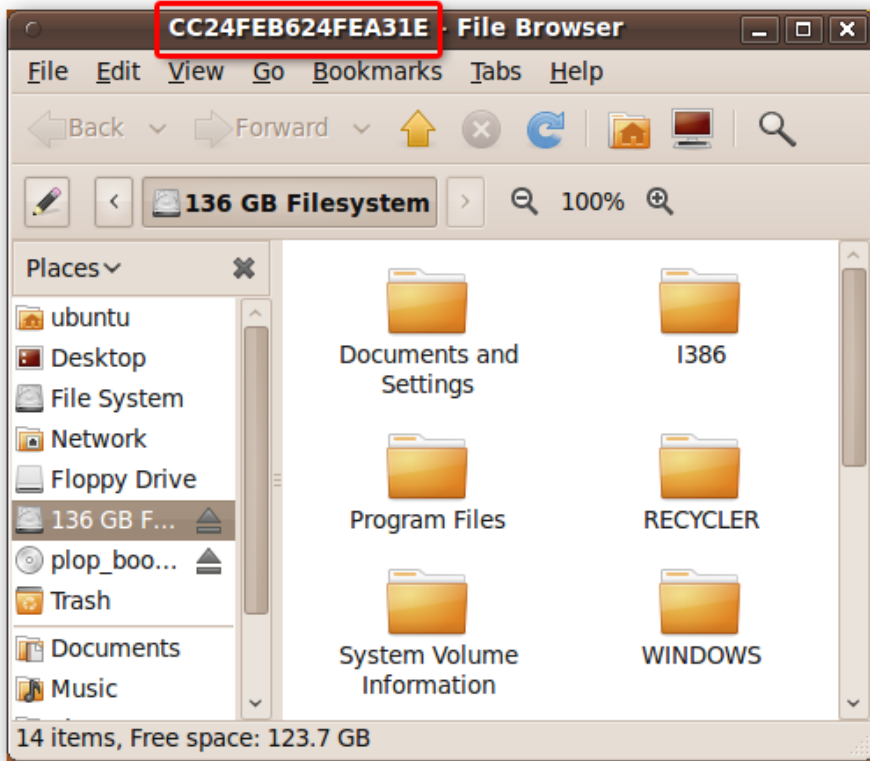 CC24FEB624FEA31E - File Browser
File Edit View Go Bookmarks Tabs Help
Back Forward
136 GB Filesystem 100%
Places
ubuntu
Desktop
File System
Network
Floppy Drive
136 GB F...
plop_boo...
Trash
Documents
Music
Documents and
Settings
I386
Program Files
RECYCLER
System Volume
Information
WINDOWS
14 items, Free space: 123.7 GB